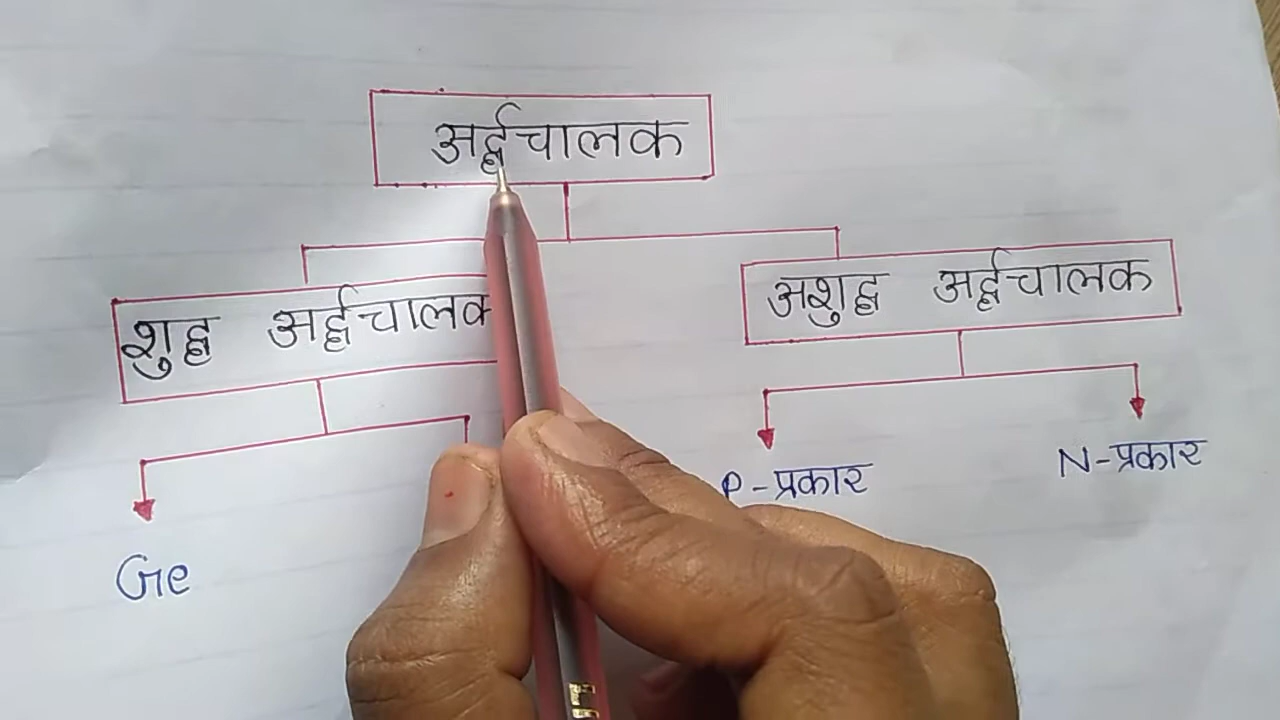 अर्द्धचालक
शुद्ध अर्द्धचालक
अशुद्ध अर्द्धचालक
P-प्रकार
N-प्रकार
Ge